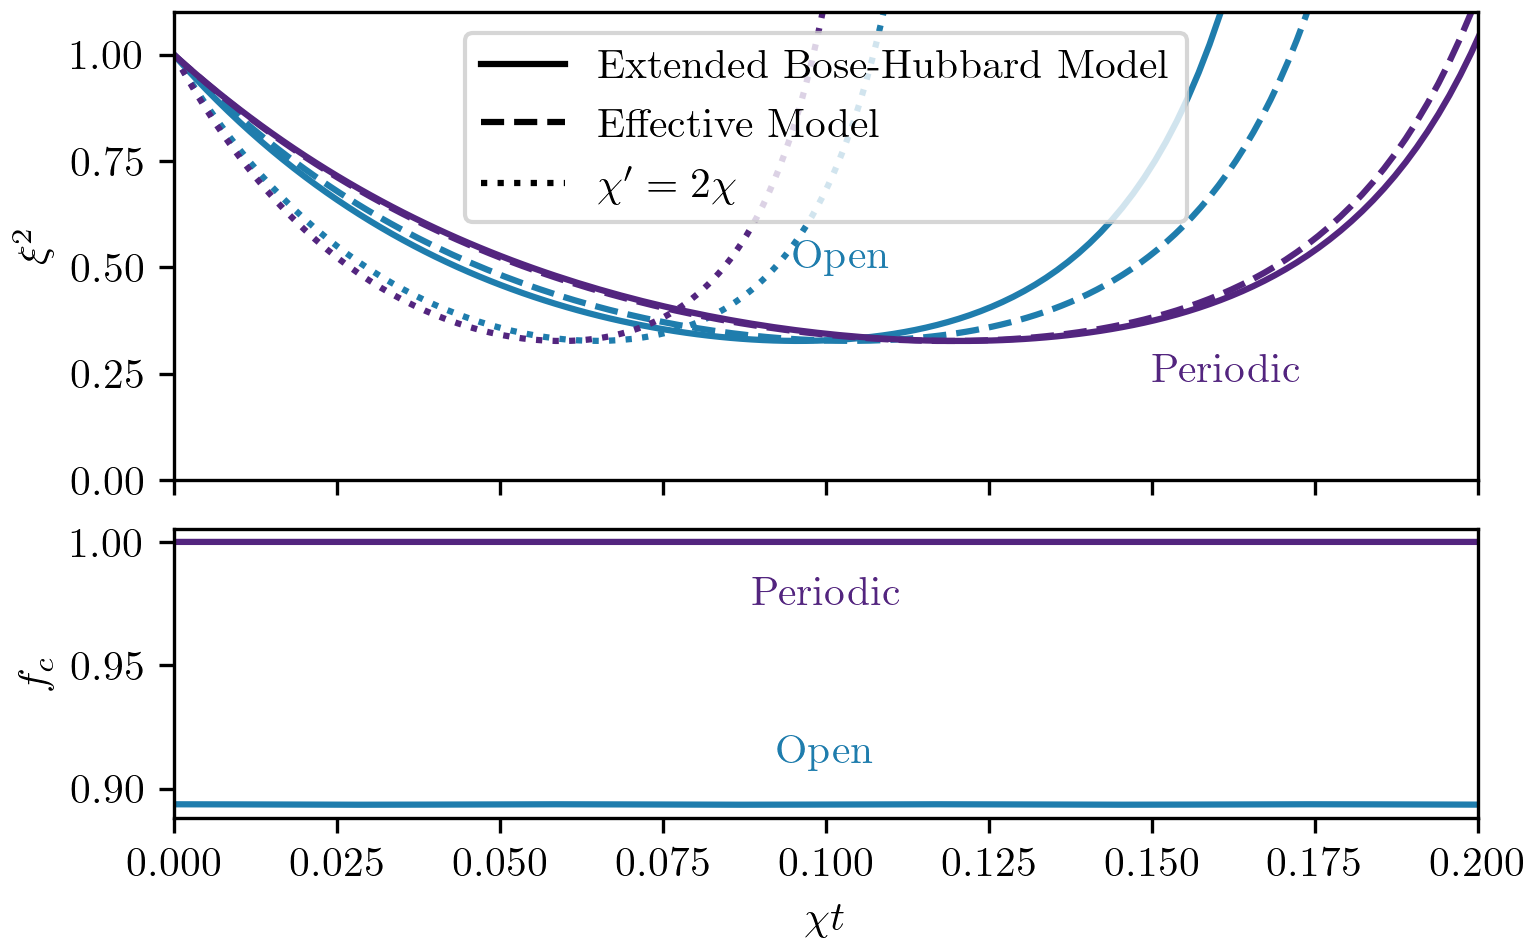 1.00
0.75
0.50
0.25
0.00
ξ²
Extended Bose-Hubbard Model
Effective Model
χ′ = 2χ
Open
Periodic
1.00
0.95
0.90
f_c
Periodic
Open
0.000 0.025 0.050 0.075 0.100 0.125 0.150 0.175 0.200
χt